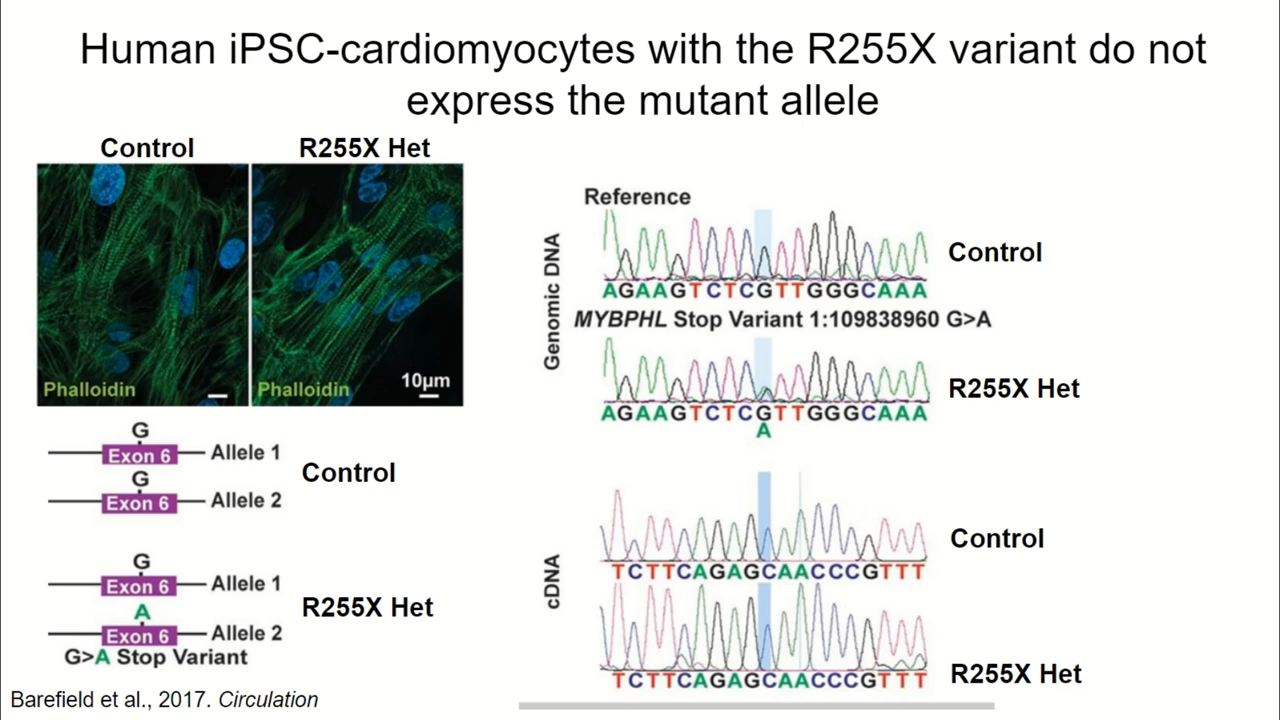 Human iPSC-cardiomyocytes with the R255X variant do not
express the mutant allele
Control
R255X Het
Phalloidin
Phalloidin
10µm
G
Exon 6
Allele 1
G
Exon 6
Allele 2
Control
G
Exon 6
Allele 1
A
Exon 6
Allele 2
G>A Stop Variant
R255X Het
Barefield et al., 2017. Circulation
Genomic DNA
Reference
AGAAGTCTCGTTGGGCAAA
Control
MYBPHL Stop Variant 1:109838960 G>A
AGAAGTCTCGTTGGGCAAA
A
R255X Het
cDNA
TCTTCAGAGCAACCCGTTT
Control
TCTTCAGAGCAACCCGTTT
R255X Het